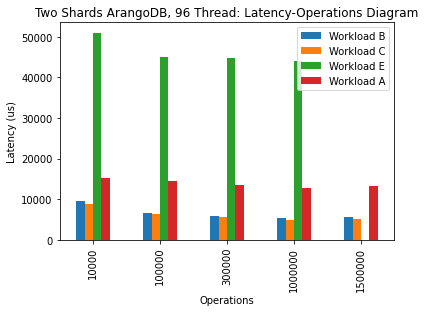 Two Shards ArangoDB, 96 Thread: Latency-Operations Diagram
Workload B
Workload C
Workload E
Workload A
Latency (us)
50000
40000
30000
20000
10000
0
10000
100000
300000
1000000
1500000
Operations